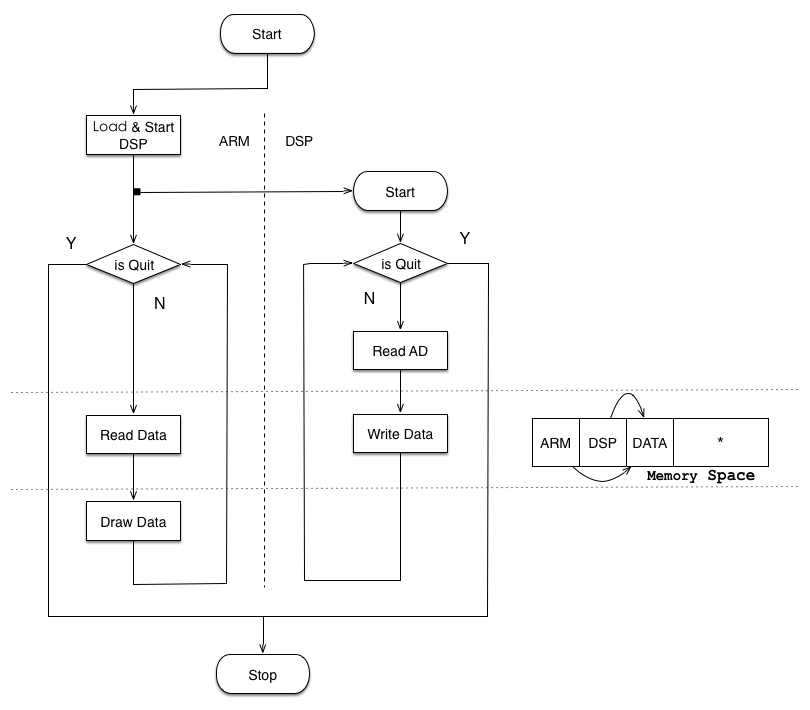 Start
Load & Start
DSP
ARM
DSP
Start
Y
is Quit
N
Y
is Quit
N
Read AD
Read Data
Write Data
ARM
DSP
DATA
*
Memory Space
Draw Data
Stop